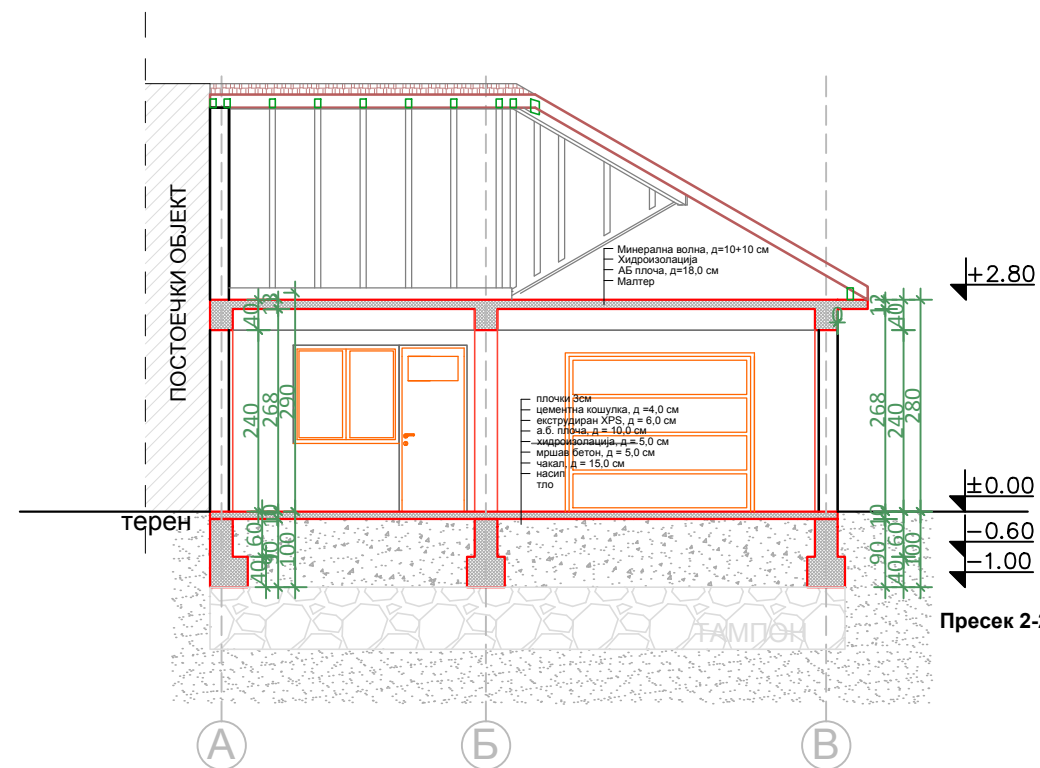 ПОСТОЕЧКИ ОБЈЕКТ
Минерална волна, д=10+10 см
Хидроизолација
АБ плоча, д=18,0 см
Малтер
+2.80
40
290
240
268
12
40
268
240
280
плочки 3см
цементна кошулка, д =4,0 см
екструдиран XPS, д = 6,0 см
а.б. плоча, д = 10,0 см
хидроизолација, д = 5,0 см
мршав бетон, д = 5,0 см
чакал, д = 15,0 см
насип
тло
±0.00
терен
10
60
40
90
100
10
90
60
40
100
−0.60
−1.00
Пресек 2-2
ТАМПОН
А
Б
В